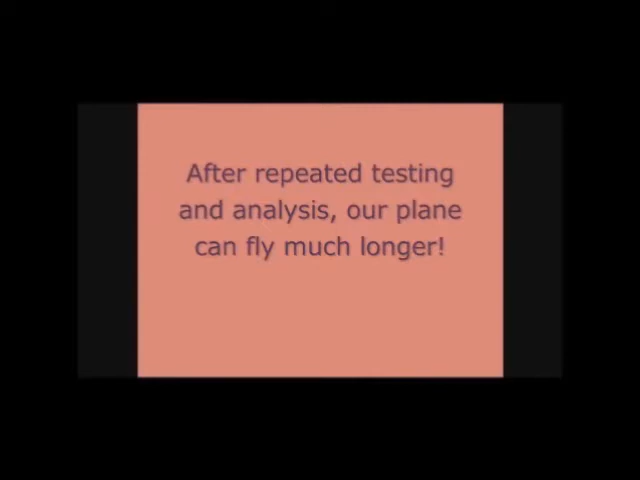 After repeated testing
and analysis, our plane
can fly much longer!